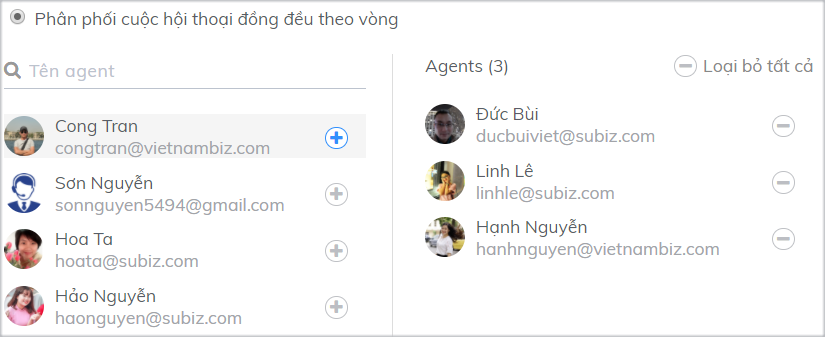 Phân phối cuộc hội thoại đồng đều theo vòng
Tên agent
Cong Tran
congtran@vietnambiz.com
Sơn Nguyễn
sonnguyen5494@gmail.com
Hoa Ta
hoata@subiz.com
Hảo Nguyễn
haonguyen@subiz.com
Agents (3)
Loại bỏ tất cả
Đức Bùi
ducbuiviet@subiz.com
Linh Lê
linhle@subiz.com
Hạnh Nguyễn
hanhnguyen@vietnambiz.com